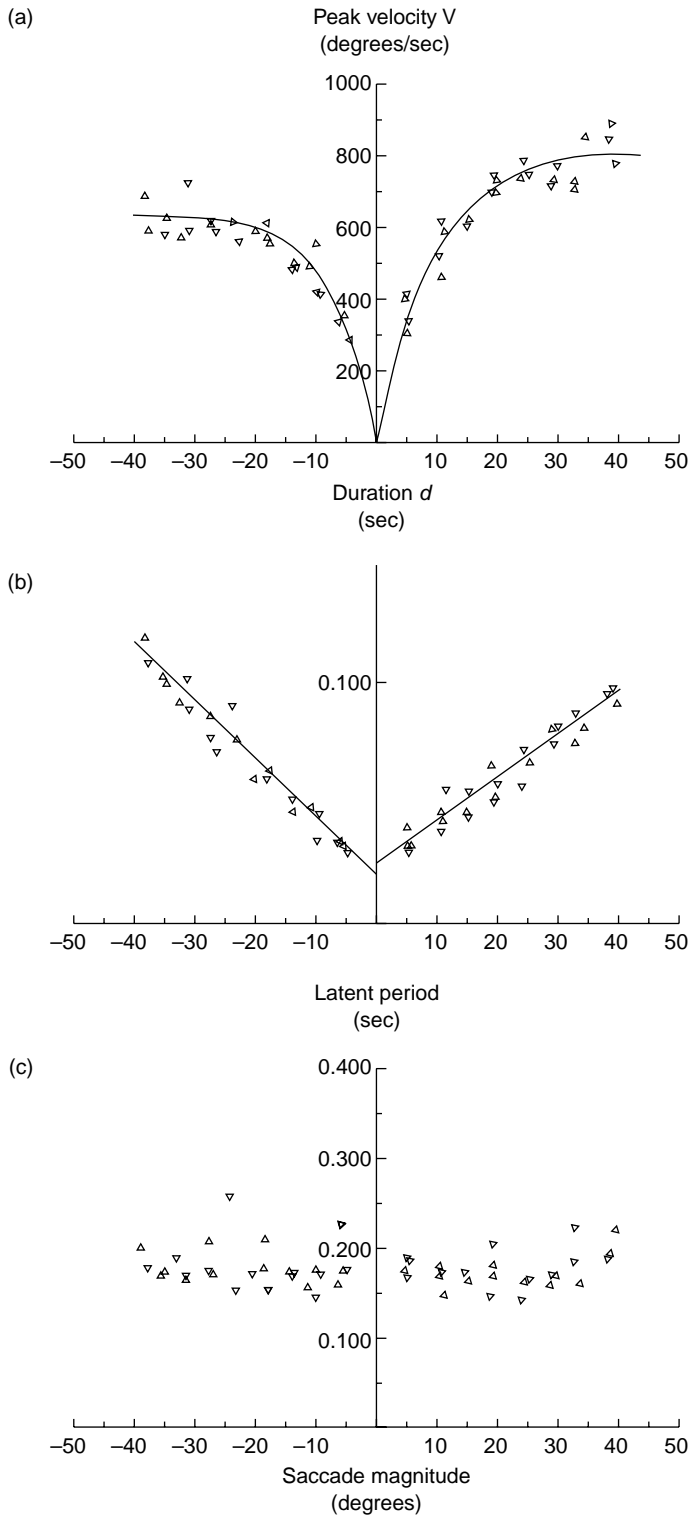 (a)
Peak velocity V
(degrees/sec)
1000
800
600
400
200
–50 –40 –30 –20 –10 10 20 30 40 50
Duration d
(sec)
(b)
0.100
–50 –40 –30 –20 –10 10 20 30 40 50
Latent period
(sec)
(c)
0.400
0.300
0.200
0.100
–50 –40 –30 –20 –10 10 20 30 40 50
Saccade magnitude
(degrees)